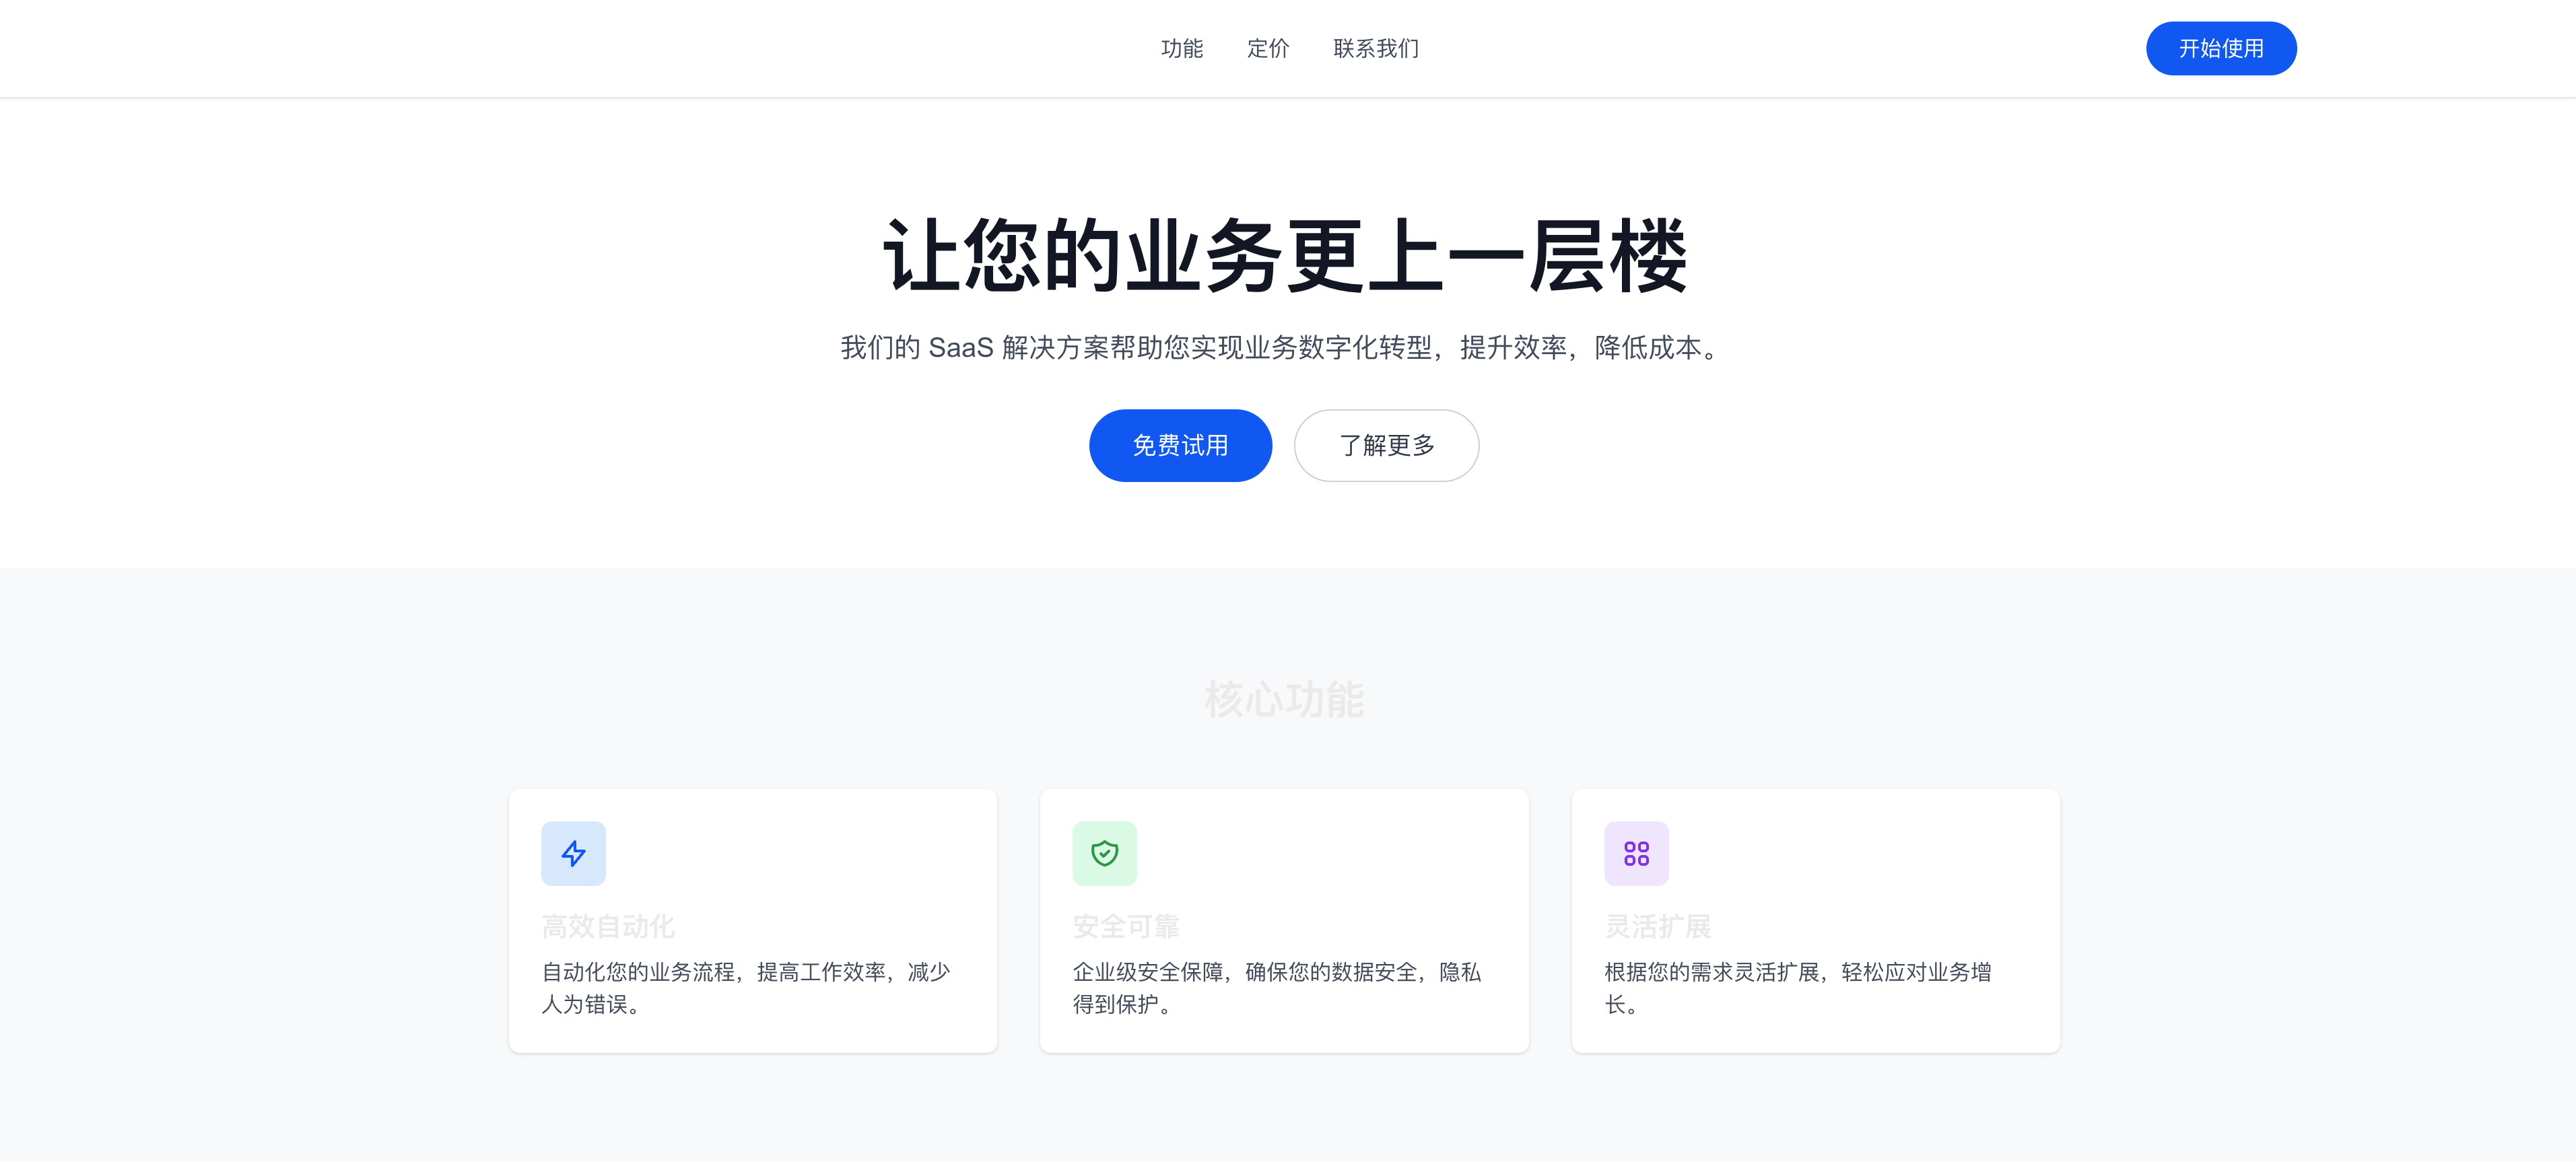 功能
定价
联系我们
开始使用
让您的业务更上一层楼
我们的 SaaS 解决方案帮助您实现业务数字化转型，提升效率，降低成本。
免费试用
了解更多
核心功能
高效自动化
自动化您的业务流程，提高工作效率，减少
人为错误。
安全可靠
企业级安全保障，确保您的数据安全，隐私
得到保护。
灵活扩展
根据您的需求灵活扩展，轻松应对业务增
长。